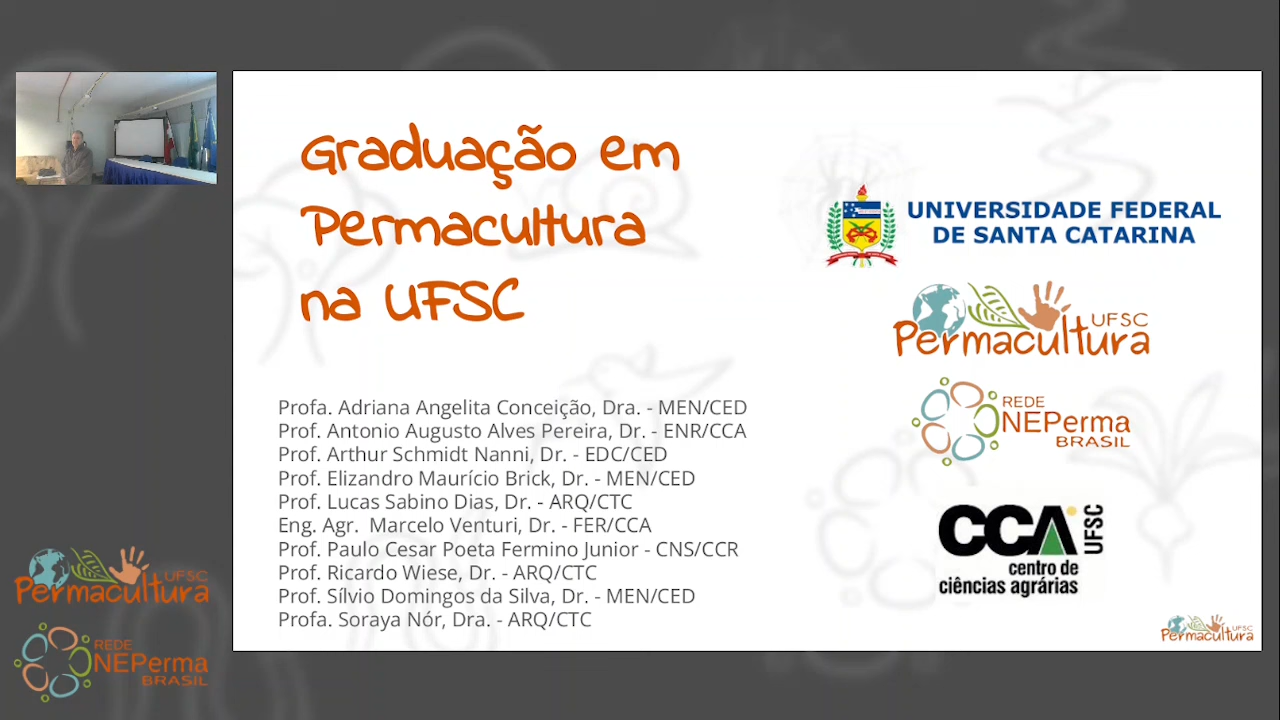 Graduação em
Permacultura
na UFSC
UNIVERSIDADE FEDERAL
DE SANTA CATARINA
UFSC
Permacultura
REDE
NEPerma
BRASIL
CCA UFSC
centro de
ciências agrárias
Profa. Adriana Angelita Conceição, Dra. - MEN/CED
Prof. Antonio Augusto Alves Pereira, Dr. - ENR/CCA
Prof. Arthur Schmidt Nanni, Dr. - EDC/CED
Prof. Elizandro Maurício Brick, Dr. - MEN/CED
Prof. Lucas Sabino Dias, Dr. - ARQ/CTC
Eng. Agr. Marcelo Venturi, Dr. - FER/CCA
Prof. Paulo Cesar Poeta Fermino Junior - CNS/CCR
Prof. Ricardo Wiese, Dr. - ARQ/CTC
Prof. Sílvio Domingos da Silva, Dr. - MEN/CED
Profa. Soraya Nór, Dra. - ARQ/CTC
UFSC
Permacultura
UFSC
Permacultura
REDE
NEPerma
BRASIL